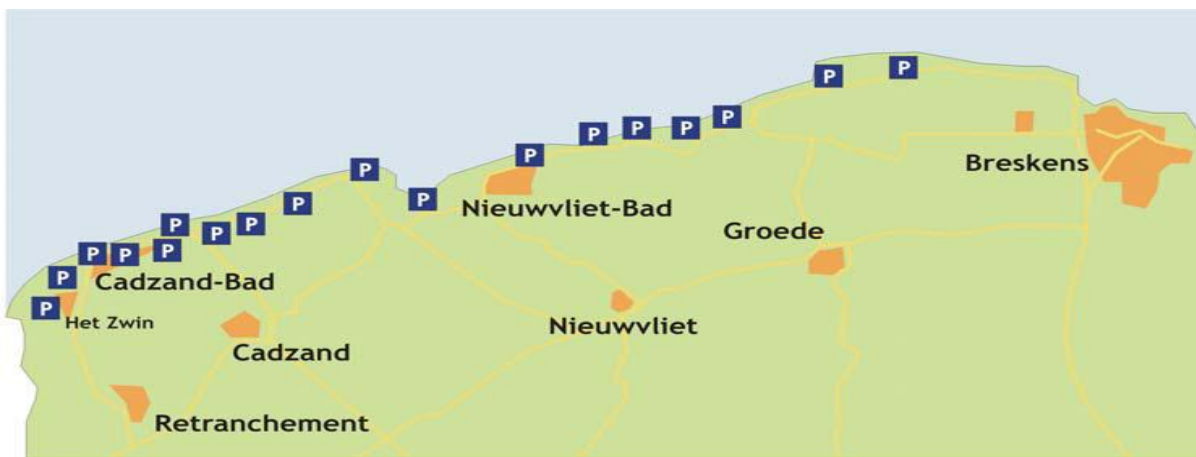 P
P
P
P
P
P
P
P
Breskens
P
P
Nieuwvliet-Bad
P
P
P
P
Groede
P
P
P
Cadzand-Bad
P
P
Het Zwin
Nieuwvliet
Cadzand
Retranchement